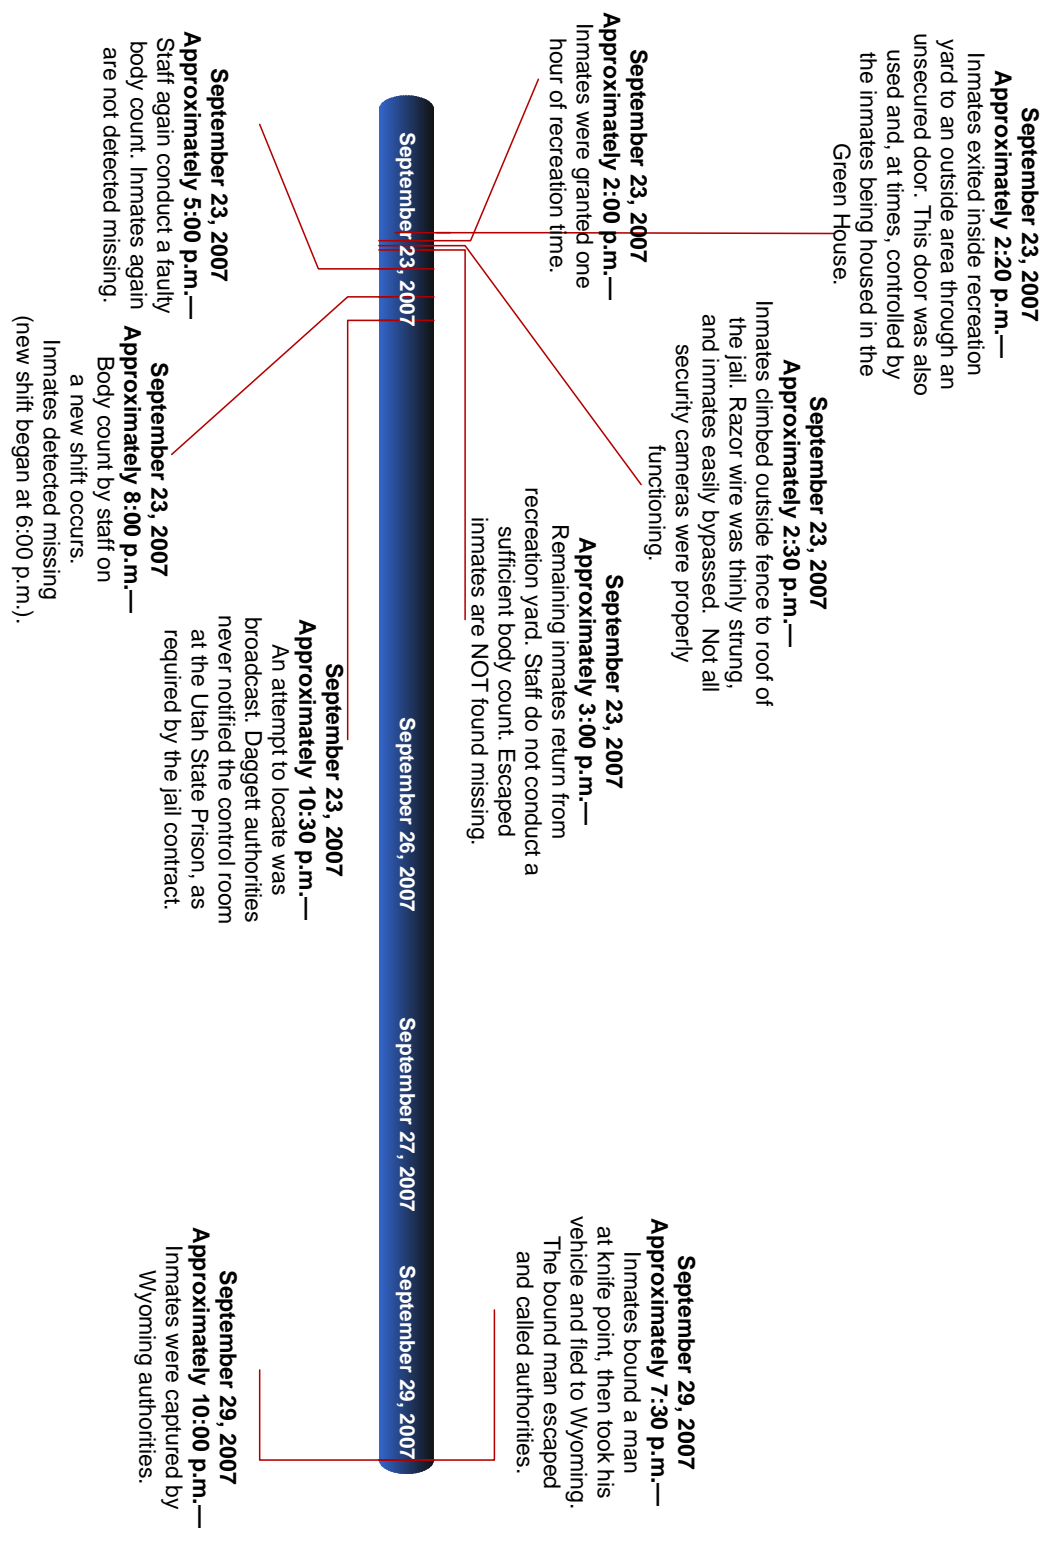 September 23, 2007
Approximately 2:20 p.m.—
Inmates exited inside recreation
yard to an outside area through an
unsecured door. This door was also
used and, at times, controlled by
the inmates being housed in the
Green House.
September 23, 2007
Approximately 2:30 p.m.—
Inmates climbed outside fence to roof of
the jail. Razor wire was thinly strung,
and inmates easily bypassed. Not all
security cameras were properly
functioning.
September 23, 2007
Approximately 2:00 p.m.—
Inmates were granted one
hour of recreation time.
September 23, 2007
Approximately 3:00 p.m.—
Remaining inmates return from
recreation yard. Staff do not conduct a
sufficient body count. Escaped
inmates are NOT found missing.
September 29, 2007
Approximately 7:30 p.m.—
Inmates bound a man
at knife point, then took his
vehicle and fled to Wyoming.
The bound man escaped
and called authorities.
September 23, 2007
September 26, 2007
September 27, 2007
September 29, 2007
September 23, 2007
Approximately 5:00 p.m.—
Staff again conduct a faulty
body count. Inmates again
are not detected missing.
September 23, 2007
Approximately 8:00 p.m.—
Body count by staff on
a new shift occurs.
Inmates detected missing
(new shift began at 6:00 p.m.).
September 23, 2007
Approximately 10:30 p.m.—
An attempt to locate was
broadcast. Daggett authorities
never notified the control room
at the Utah State Prison, as
required by the jail contract.
September 29, 2007
Approximately 10:00 p.m.—
Inmates were captured by
Wyoming authorities.